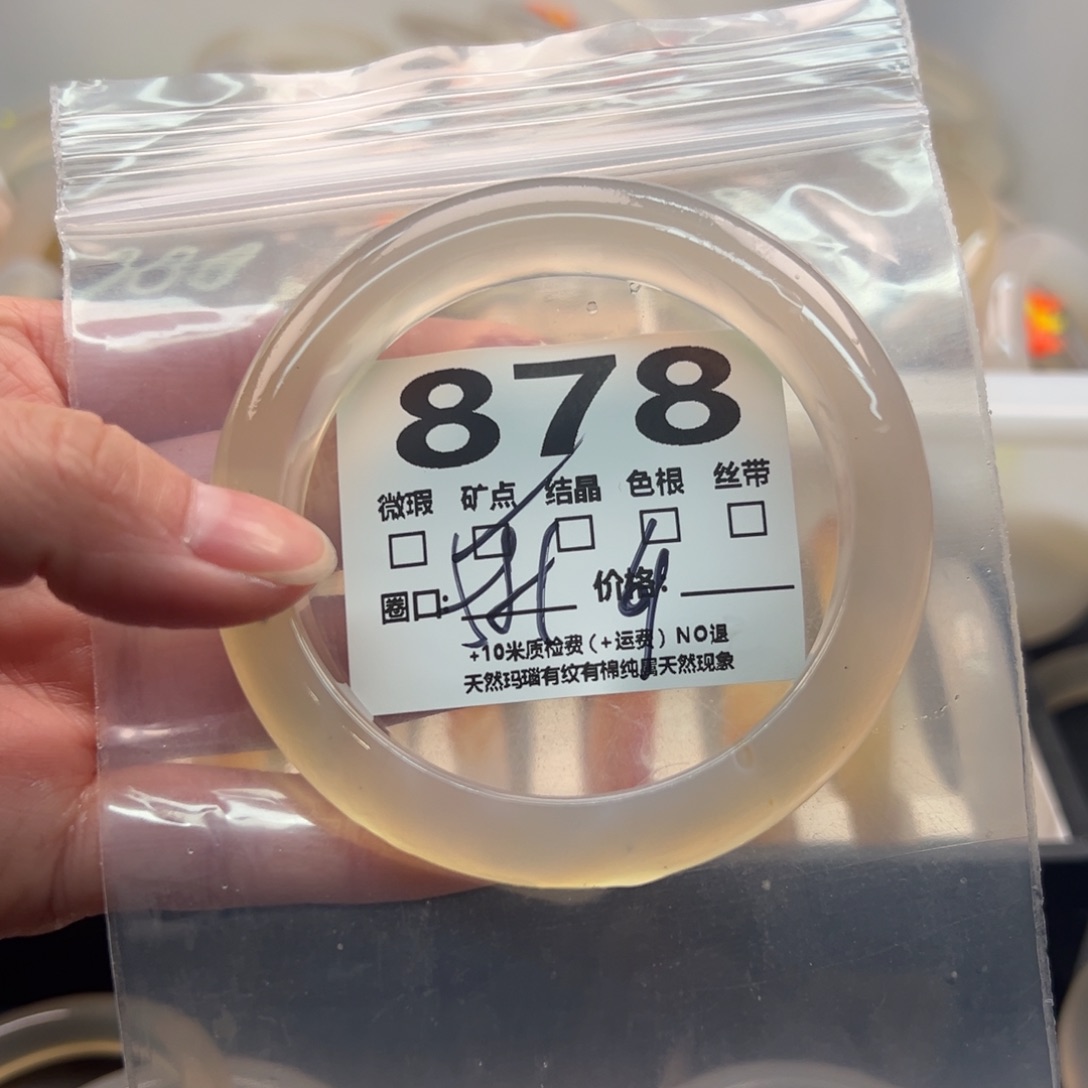 878
微瑕 矿点 结晶 色根 丝带
圈口: 价格:
+10米质检费（+运费）NO退
天然玛瑙有纹有棉纯属天然现象